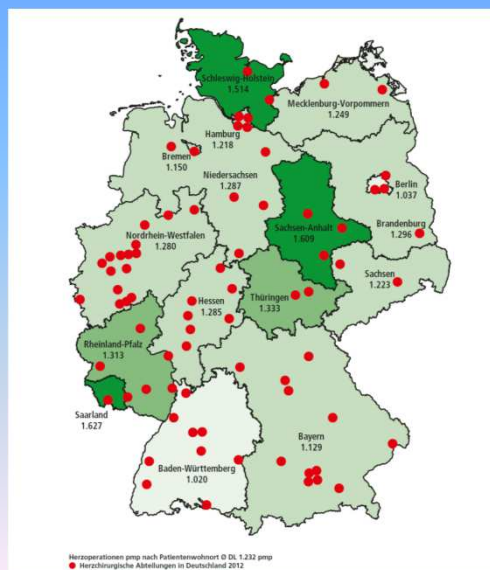 Schleswig-Holstein
1.514
Mecklenburg-Vorpommern
1.249
Hamburg
1.218
Bremen
1.150
Niedersachsen
1.287
Berlin
1.037
Sachsen-Anhalt
1.609
Brandenburg
1.296
Nordrhein-Westfalen
1.280
Sachsen
1.223
Hessen
1.285
Thüringen
1.333
Rheinland-Pfalz
1.313
Saarland
1.627
Bayern
1.129
Baden-Württemberg
1.020
Herzoperationen pmp nach Patientenwohnort Ø DL 1.232 pmp
Herzchirurgische Abteilungen in Deutschland 2012